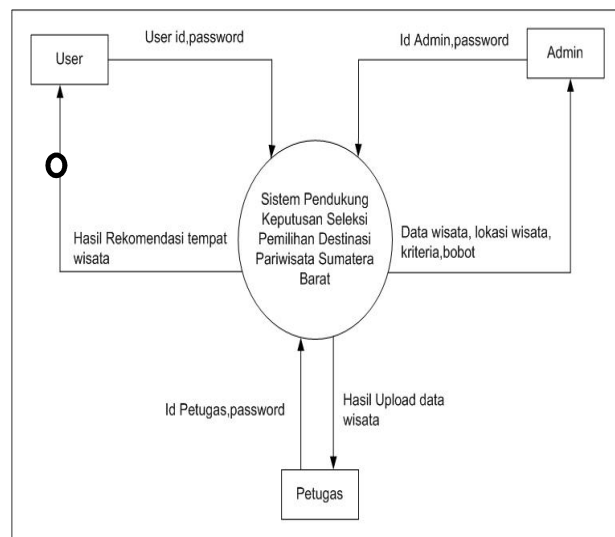 User id,password
User
Id Admin,password
Admin
Sistem Pendukung
Keputusan Seleksi
Pemilihan Destinasi
Pariwisata Sumatera
Barat
Hasil Rekomendasi tempat
wisata
Data wisata, lokasi wisata,
kriteria,bobot
Id Petugas,password
Hasil Upload data
wisata
Petugas